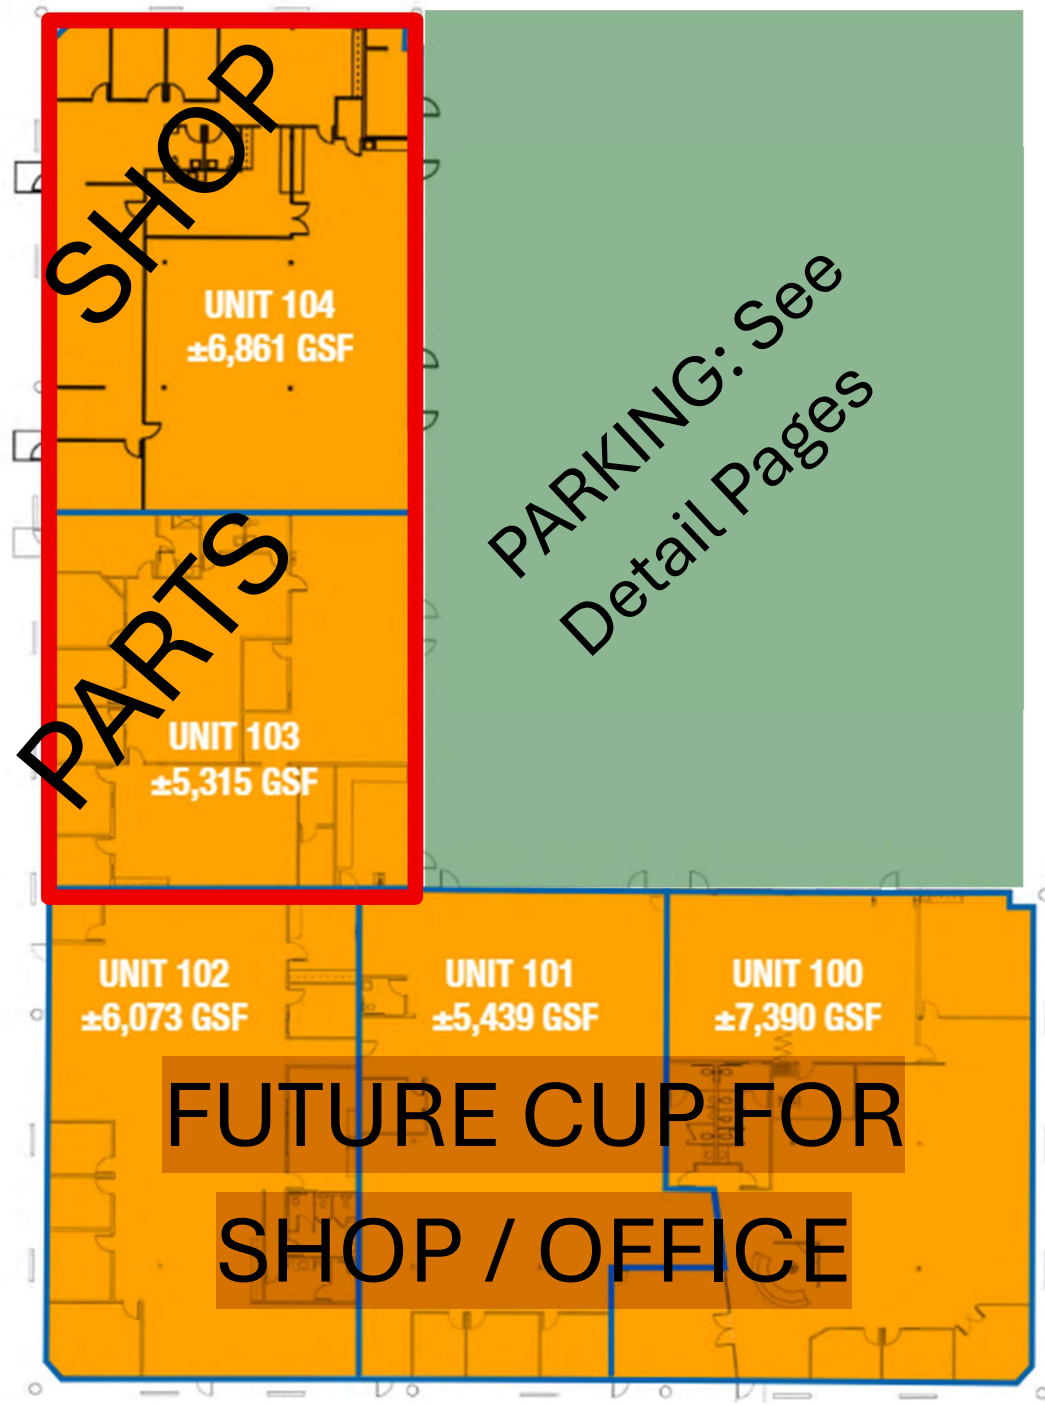 SHOP
UNIT 104
±6,861 GSF
PARKING: See
Detail Pages
PARTS
UNIT 103
±5,315 GSF
UNIT 102
±6,073 GSF
UNIT 101
±5,439 GSF
UNIT 100
±7,390 GSF
FUTURE CUP FOR
SHOP / OFFICE